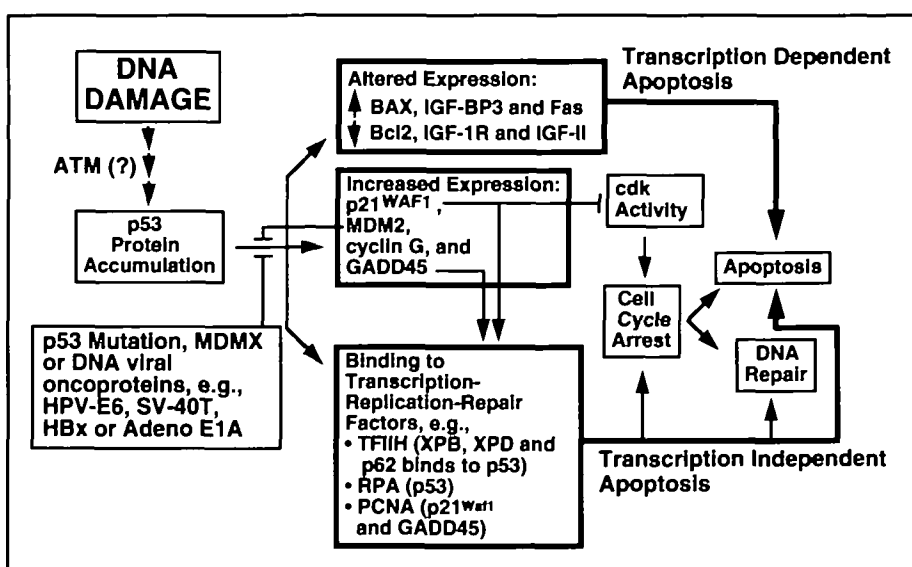 DNA
DAMAGE
ATM (?)
p53
Protein
Accumulation
p53 Mutation, MDMX
or DNA viral
oncoproteins, e.g.,
HPV-E6, SV-40T,
HBx or Adeno E1A
Altered Expression:
BAX, IGF-BP3 and Fas
Bcl2, IGF-1R and IGF-II
Increased Expression:
p21WAF1,
MDM2,
cyclin G, and
GADD45
Binding to
Transcription-
Replication-Repair
Factors, e.g.,
• TFIIH (XPB, XPD and
p62 binds to p53)
• RPA (p53)
• PCNA (p21Waf1
and GADD45)
Transcription Dependent
Apoptosis
cdk
Activity
Cell
Cycle
Arrest
Apoptosis
DNA
Repair
Transcription Independent
Apoptosis